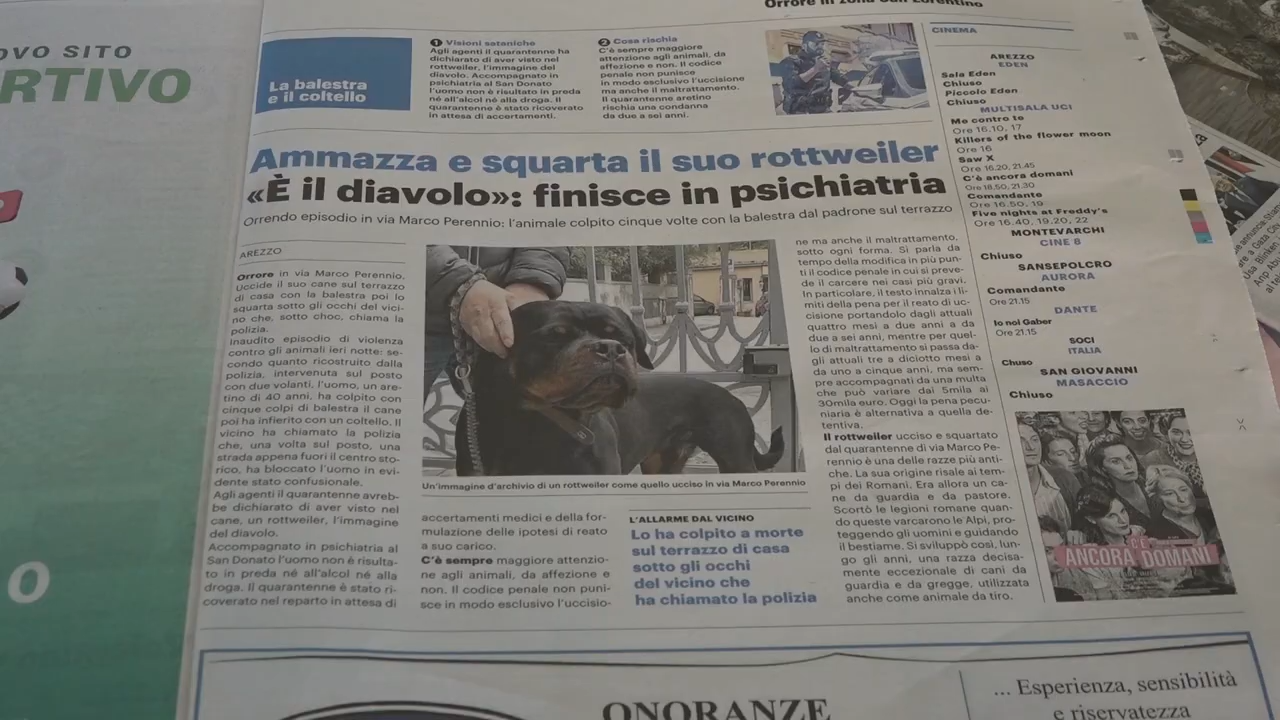 OVO SITO
RTIVO
O
Orrore in zona San Lorentino
La balestra
e il coltello
1 Visioni sataniche
Agli agenti il quarantenne ha
dichiarato di aver visto nel
rottweiler, l'immagine del
diavolo. Accompagnato in
psichiatria al San Donato
l'uomo non è risultato in preda
né all'alcol né alla droga. Il
quarantenne è stato ricoverato
in attesa di accertamenti.
2 Cosa rischia
C'è sempre maggiore
attenzione agli animali, da
affezione e non. Il codice
penale non punisce
in modo esclusivo l'uccisione
ma anche il maltrattamento.
Il quarantenne aretino
rischia una condanna
da due a sei anni.
Ammazza e squarta il suo rottweiler
«È il diavolo»: finisce in psichiatria
Orrendo episodio in via Marco Perennio: l'animale colpito cinque volte con la balestra dal padrone sul terrazzo
AREZZO
Orrore in via Marco Perennio.
Uccide il suo cane sul terrazzo
di casa con la balestra poi lo
squarta sotto gli occhi del vici-
no che, sotto choc, chiama la
polizia.
Inaudito episodio di violenza
contro gli animali ieri notte: se-
condo quanto ricostruito dalla
polizia, intervenuta sul posto
con due volanti, l'uomo, un are-
tino di 40 anni, ha colpito con
cinque colpi di balestra il cane
poi ha infierito con un coltello. Il
vicino ha chiamato la polizia
che, una volta sul posto, una
strada appena fuori il centro sto-
rico, ha bloccato l'uomo in evi-
dente stato confusionale.
Agli agenti il quarantenne avreb-
be dichiarato di aver visto nel
cane, un rottweiler, l'immagine
del diavolo.
Accompagnato in psichiatria al
San Donato l'uomo non è risulta-
to in preda né all'alcol né alla
droga. Il quarantenne è stato ri-
coverato nel reparto in attesa di
Un'immagine d'archivio di un rottweiler come quello ucciso in via Marco Perennio
accertamenti medici e della for-
mulazione delle ipotesi di reato
a suo carico.
C'è sempre maggiore attenzio-
ne agli animali, da affezione e
non. Il codice penale non puni-
sce in modo esclusivo l'uccisio-
L'ALLARME DAL VICINO
Lo ha colpito a morte
sul terrazzo di casa
sotto gli occhi
del vicino che
ha chiamato la polizia
ne ma anche il maltrattamento,
sotto ogni forma. Si parla da
tempo della modifica in più pun-
ti il codice penale in cui si preve-
de il carcere nei casi più gravi.
In particolare, il testo innalza i li-
miti della pena per il reato di uc-
cisione portandolo dagli attuali
quattro mesi a due anni a da
due a sei anni, mentre per quel-
lo di maltrattamento si passa da-
gli attuali tre a diciotto mesi a
da uno a cinque anni, ma sem-
pre accompagnati da una multa
che può variare dai 5mila ai
30mila euro. Oggi la pena pecu-
niaria è alternativa a quella de-
tentiva.
Il rottweiler ucciso e squartato
dal quarantenne di via Marco Pe-
rennio è una delle razze più anti-
che. La sua origine risale ai tem-
pi dei Romani. Era allora un ca-
ne da guardia e da pastore.
Scortò le legioni romane quan-
do queste varcarono le Alpi, pro-
teggendo gli uomini e guidando
il bestiame. Si sviluppò così, lun-
go gli anni, una razza decisa-
mente eccezionale di cani da
guardia e da gregge, utilizzata
anche come animale da tiro.
CINEMA
AREZZO
EDEN
Sala Eden
Chiuso
Piccolo Eden
Chiuso
MULTISALA UCI
Me contro te
Ore 16.10, 17
Killers of the flower moon
Ore 16
Saw X
Ore 16.20, 21.45
C'è ancora domani
Ore 18.50, 21.30
Comandante
Ore 16.50, 19
Five nights at Freddy's
Ore 16.40, 19.20, 22
MONTEVARCHI
CINE 8
Chiuso
SANSEPOLCRO
AURORA
Comandante
Ore 21.15
DANTE
Io noi Gaber
Ore 21.15
SOCI
ITALIA
Chuso
SAN GIOVANNI
MASACCIO
Chiuso
C'È
ANCORA DOMANI
ONORANZE
... Esperienza, sensibilità
e riservatezza